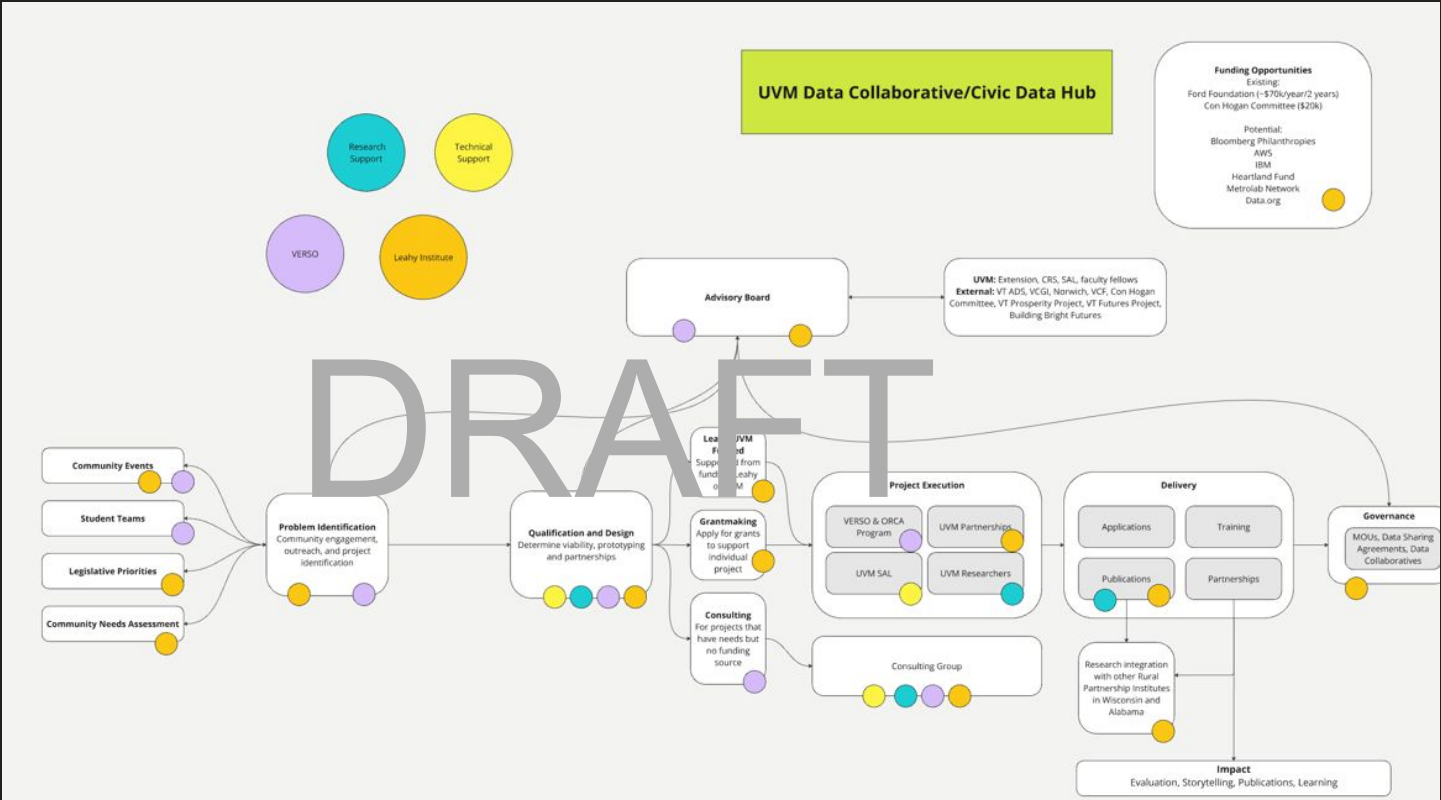 UVM Data Collaborative/Civic Data Hub
Funding Opportunities
Existing:
Ford Foundation (~$70k/year/2 years)
Con Hogan Committee ($20k)
Potential:
Bloomberg Philanthropies
AWS
IBM
Heartland Fund
Metrolab Network
Data.org
Research
Support
Technical
Support
VERSO
Leahy Institute
Advisory Board
UVM: Extension, CRS, SAL, faculty fellows
External: VT ADS, VCGI, Norwich, VCF, Con Hogan
Committee, VT Prosperity Project, VT Futures Project,
Building Bright Futures
DRAFT
Community Events
Student Teams
Legislative Priorities
Community Needs Assessment
Problem Identification
Community engagement,
outreach, and project
identification
Qualification and Design
Determine viability, prototyping
and partnerships
from
Grantmaking
Apply for grants
to support
individual
project
Consulting
For projects that
have needs but
no funding
source
Project Execution
VERSO & ORCA
Program
UVM Partnerships
UVM SAL
UVM Researchers
Consulting Group
Delivery
Applications
Training
Publications
Partnerships
Research integration
with other Rural
Partnership Institutes
in Wisconsin and
Alabama
Governance
MOUs, Data Sharing
Agreements, Data
Collaboratives
Impact
Evaluation, Storytelling, Publications, Learning